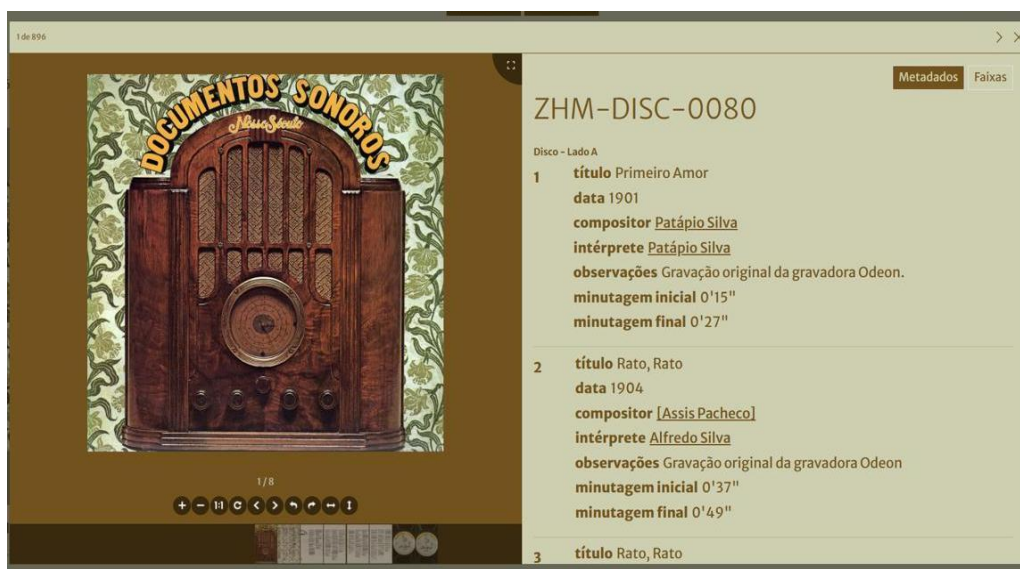 1 de 896
DOCUMENTOS SONOROS
Nosso Século
1/8
1:1
Metadados Faixas
ZHM-DISC-0080
Disco - Lado A
1 título Primeiro Amor
data 1901
compositor Patápio Silva
intérprete Patápio Silva
observações Gravação original da gravadora Odeon.
minutagem inicial 0'15"
minutagem final 0'27"
2 título Rato, Rato
data 1904
compositor [Assis Pacheco]
intérprete Alfredo Silva
observações Gravação original da gravadora Odeon
minutagem inicial 0'37"
minutagem final 0'49"
3 título Rato, Rato